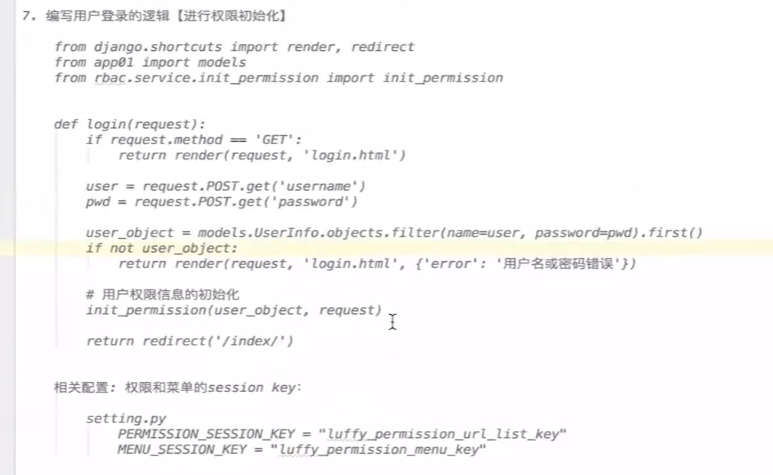 7. 编写用户登录的逻辑【进行权限初始化】
from django.shortcuts import render, redirect
from app01 import models
from rbac.service.init_permission import init_permission
def login(request):
if request.method == 'GET':
return render(request, 'login.html')
user = request.POST.get('username')
pwd = request.POST.get('password')
user_object = models.UserInfo.objects.filter(name=user, password=pwd).first()
if not user_object:
return render(request, 'login.html', {'error': '用户名或密码错误'})
# 用户权限信息的初始化
init_permission(user_object, request)
return redirect('/index/')
相关配置: 权限和菜单的session key:
setting.py
PERMISSION_SESSION_KEY = "luffy_permission_url_list_key"
MENU_SESSION_KEY = "luffy_permission_menu_key"